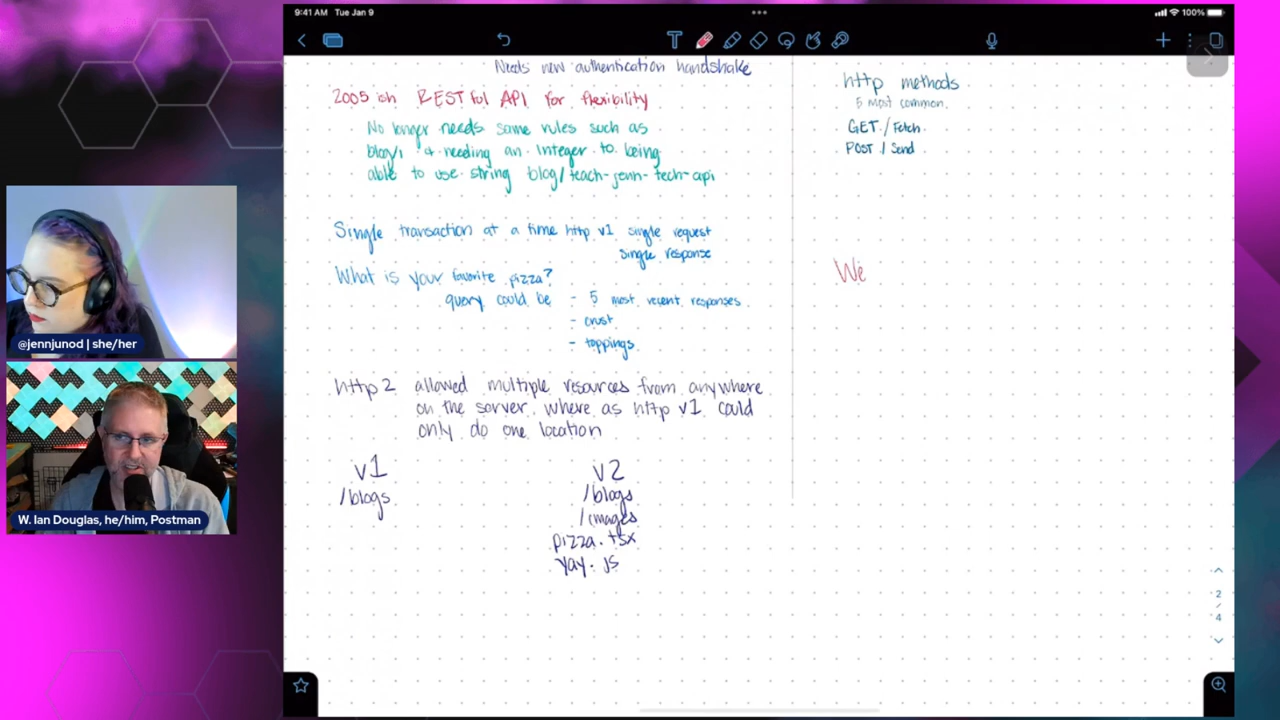 9:41 AM Tue Jan 9
100%
Needs new authentication handshake
2005 ish RESTful API for flexibility
No longer needs same rules such as
blog/1 & needing an integer to being
able to use string blog/teach-jenn-tech-api
Single transaction at a time http v1 single request
single response
What is your favorite pizza?
query could be - 5 most recent responses
- crust
- toppings
http2 allowed multiple resources from anywhere
on the server where as http v1 could
only do one location
v1
/blogs
v2
/blogs
/images
pizza.tsx
yay.js
http methods
5 most common
GET / Fetch
POST / Send
We
2
/
4
@jennjunod | she/her
W. Ian Douglas, he/him, Postman